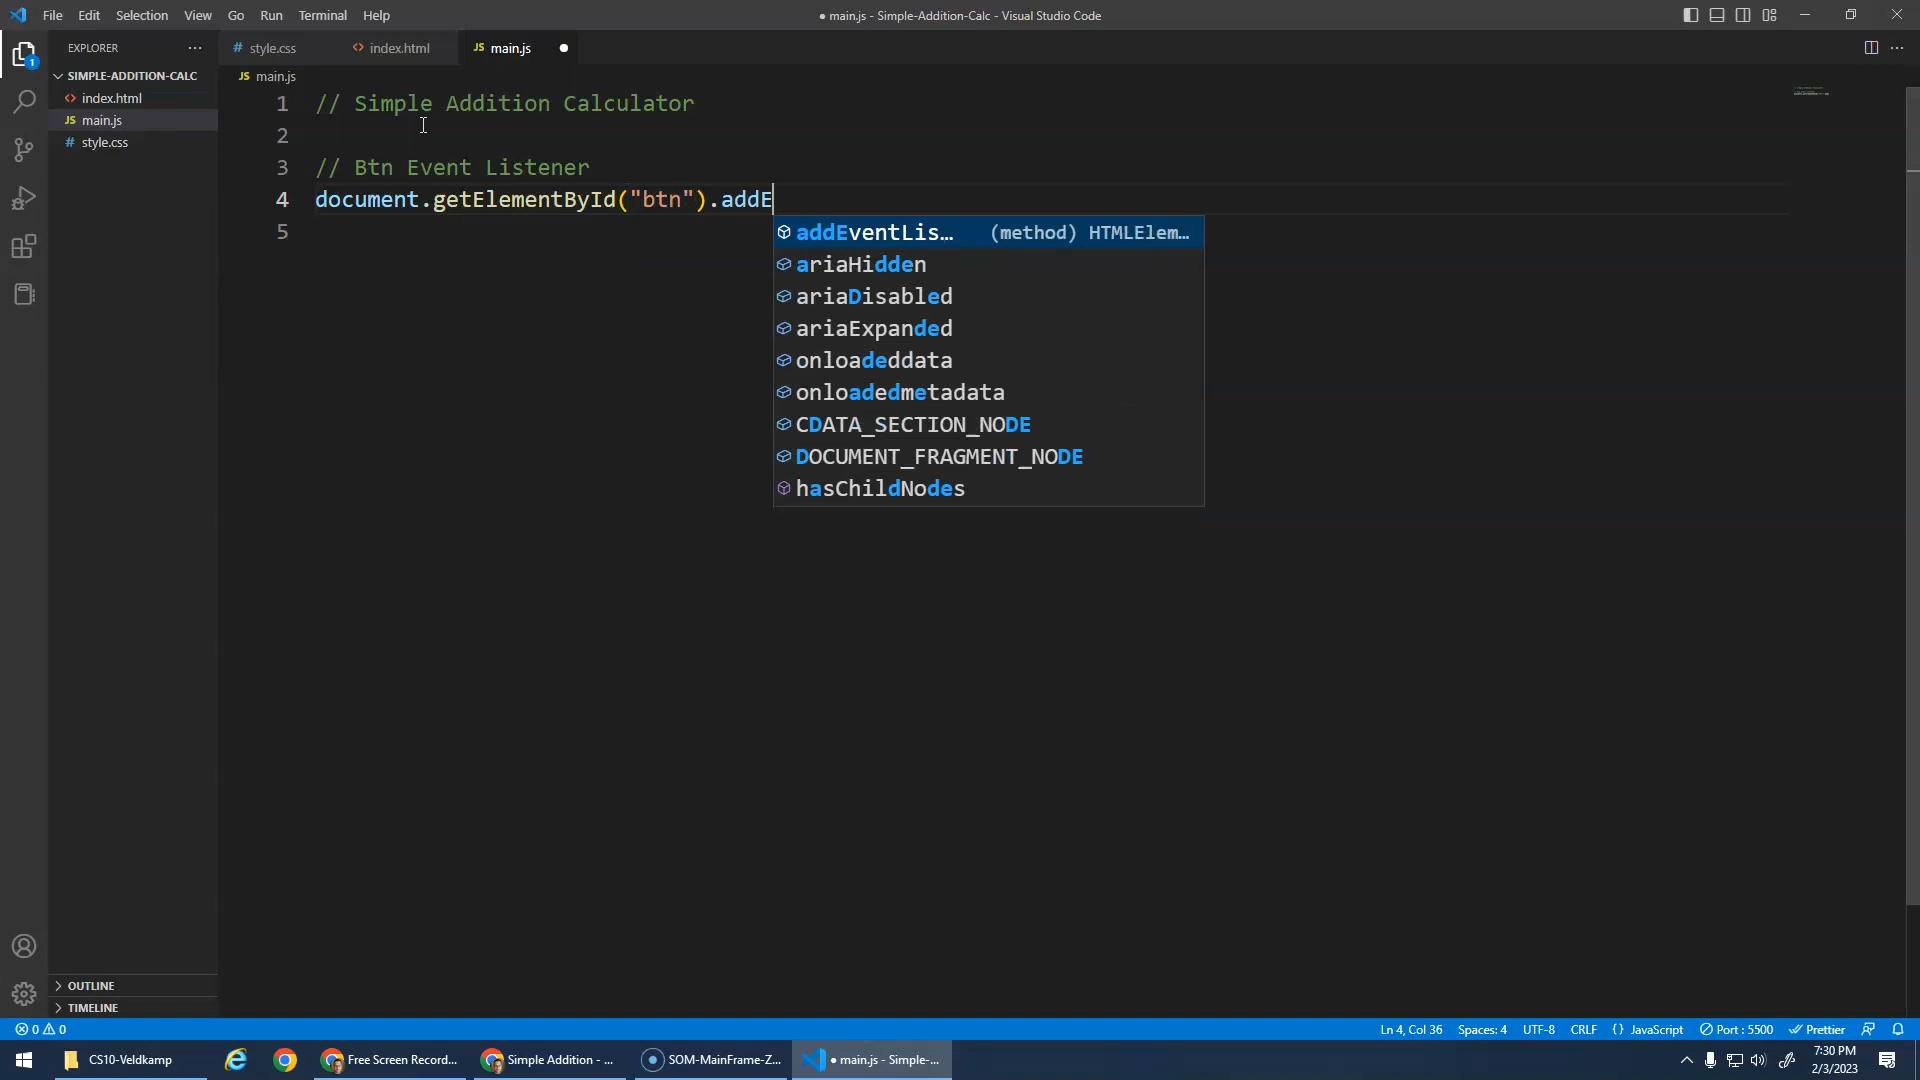 File Edit Selection View Go Run Terminal Help
● main.js - Simple-Addition-Calc - Visual Studio Code
EXPLORER ···
# style.css
<> index.html
JS main.js ●
1
SIMPLE-ADDITION-CALC
<> index.html
JS main.js
# style.css
JS main.js
1 // Simple Addition Calculator
2
3 // Btn Event Listener
4 document.getElementById("btn").addE
5
addEventLis… (method) HTMLElem…
ariaHidden
ariaDisabled
ariaExpanded
onloadeddata
onloadedmetadata
CDATA_SECTION_NODE
DOCUMENT_FRAGMENT_NODE
hasChildNodes
OUTLINE
TIMELINE
0 0
Ln 4, Col 36 Spaces: 4 UTF-8 CRLF {} JavaScript Port : 5500 Prettier
CS10-Veldkamp
Free Screen Record...
Simple Addition - ...
SOM-MainFrame-Z...
● main.js - Simple-...
7:30 PM
2/3/2023